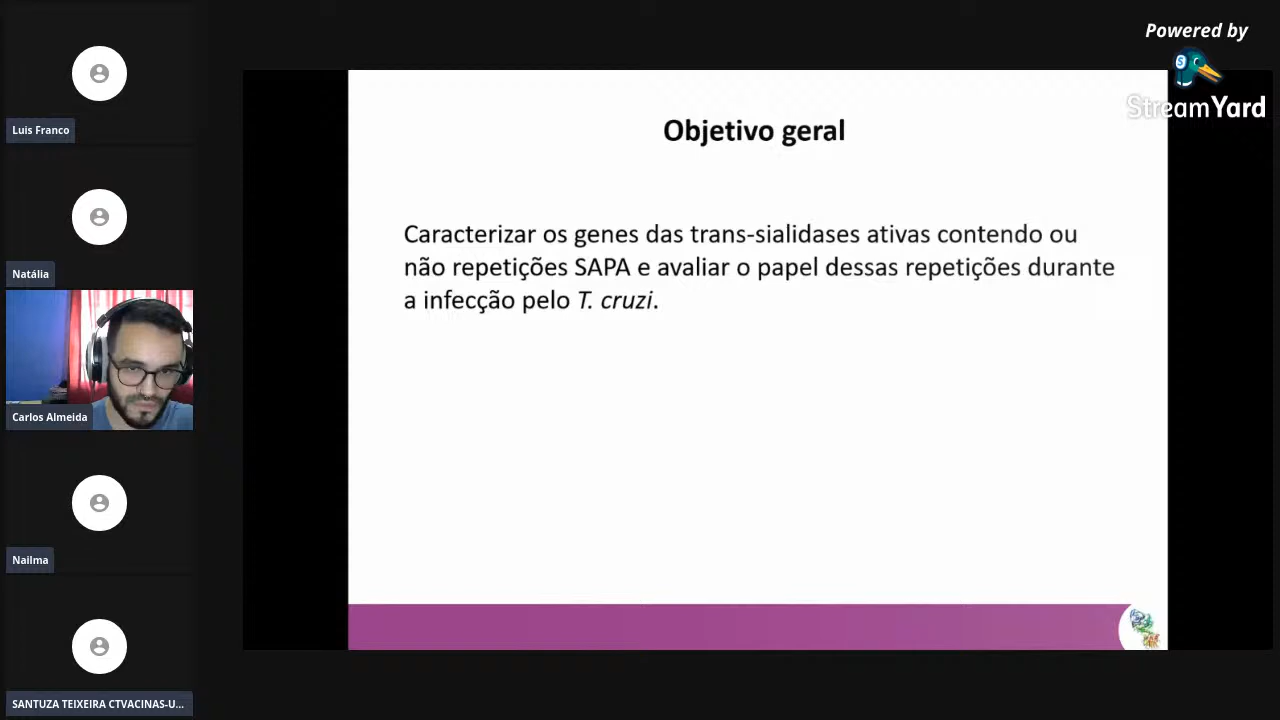 Powered by
StreamYard
Luis Franco
Natália
Carlos Almeida
Nailma
SANTUZA TEIXEIRA CTVACINAS-U...
Objetivo geral
Caracterizar os genes das trans-sialidases ativas contendo ou
não repetições SAPA e avaliar o papel dessas repetições durante
a infecção pelo T. cruzi.